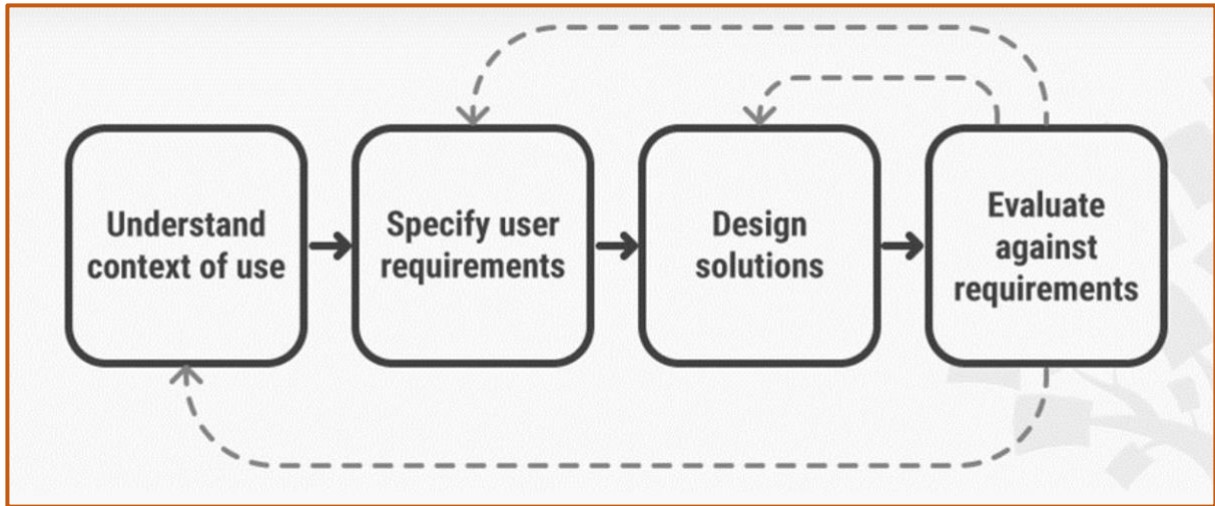 Understand
context of use
Specify user
requirements
Design
solutions
Evaluate
against
requirements